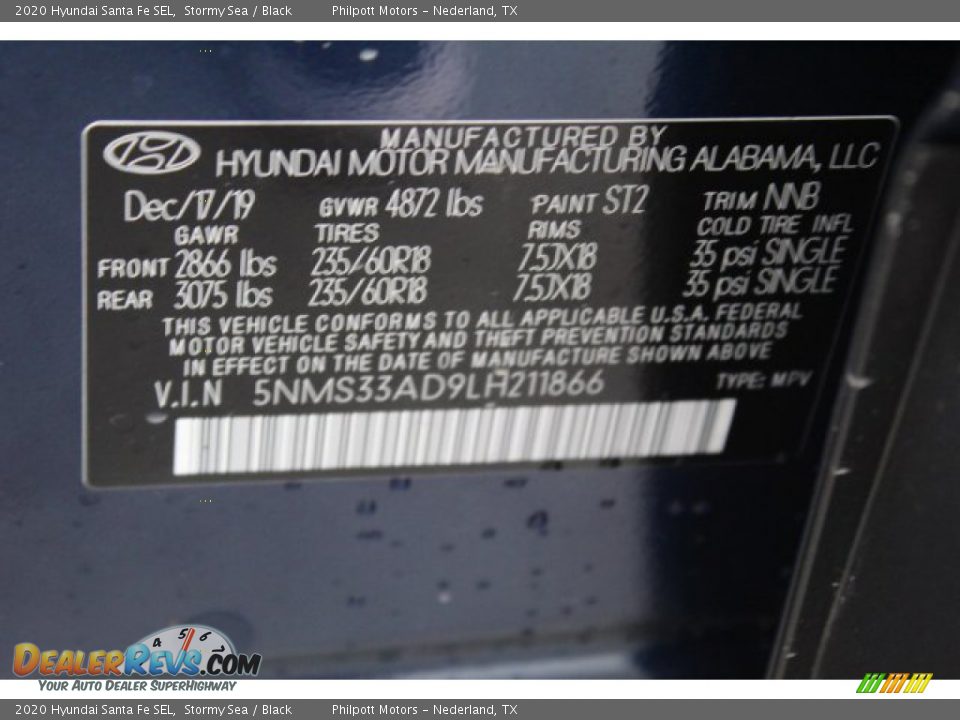 2020 Hyundai Santa Fe SEL, Stormy Sea / Black Philpott Motors - Nederland, TX
MANUFACTURED BY
HYUNDAI MOTOR MANUFACTURING ALABAMA, LLC
Dec/17/19 GVWR 4872 lbs PAINT ST2 TRIM NNB
GAWR TIRES RIMS COLD TIRE INFL
FRONT 2866 lbs 235/60R18 7.5JX18 35 psi SINGLE
REAR 3075 lbs 235/60R18 7.5JX18 35 psi SINGLE
THIS VEHICLE CONFORMS TO ALL APPLICABLE U.S.A. FEDERAL
MOTOR VEHICLE SAFETY AND THEFT PREVENTION STANDARDS
IN EFFECT ON THE DATE OF MANUFACTURE SHOWN ABOVE
V.I.N 5NMS33AD9LH211866 TYPE: MPV
4 5 6 7
DEALERREVS.COM
YOUR AUTO DEALER SUPERHIGHWAY
2020 Hyundai Santa Fe SEL, Stormy Sea / Black Philpott Motors - Nederland, TX